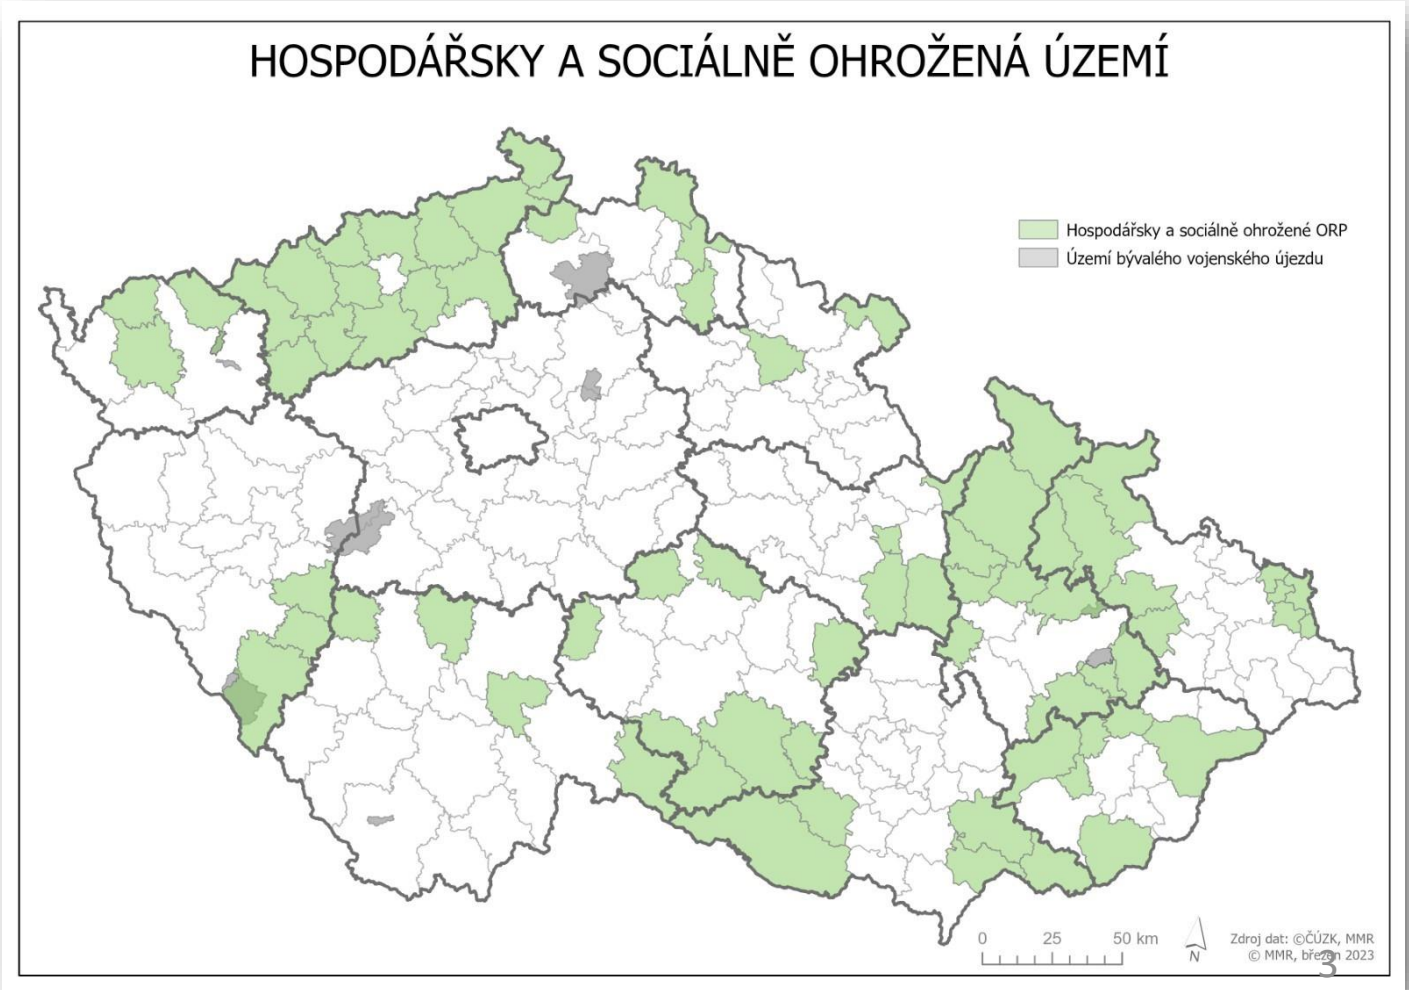 HOSPODÁŘSKY A SOCIÁLNĚ OHROŽENÁ ÚZEMÍ
Hospodářsky a sociálně ohrožené ORP
Území bývalého vojenského újezdu
0 25 50 km
N
Zdroj dat: ©ČÚZK, MMR
© MMR, březen 2023
3